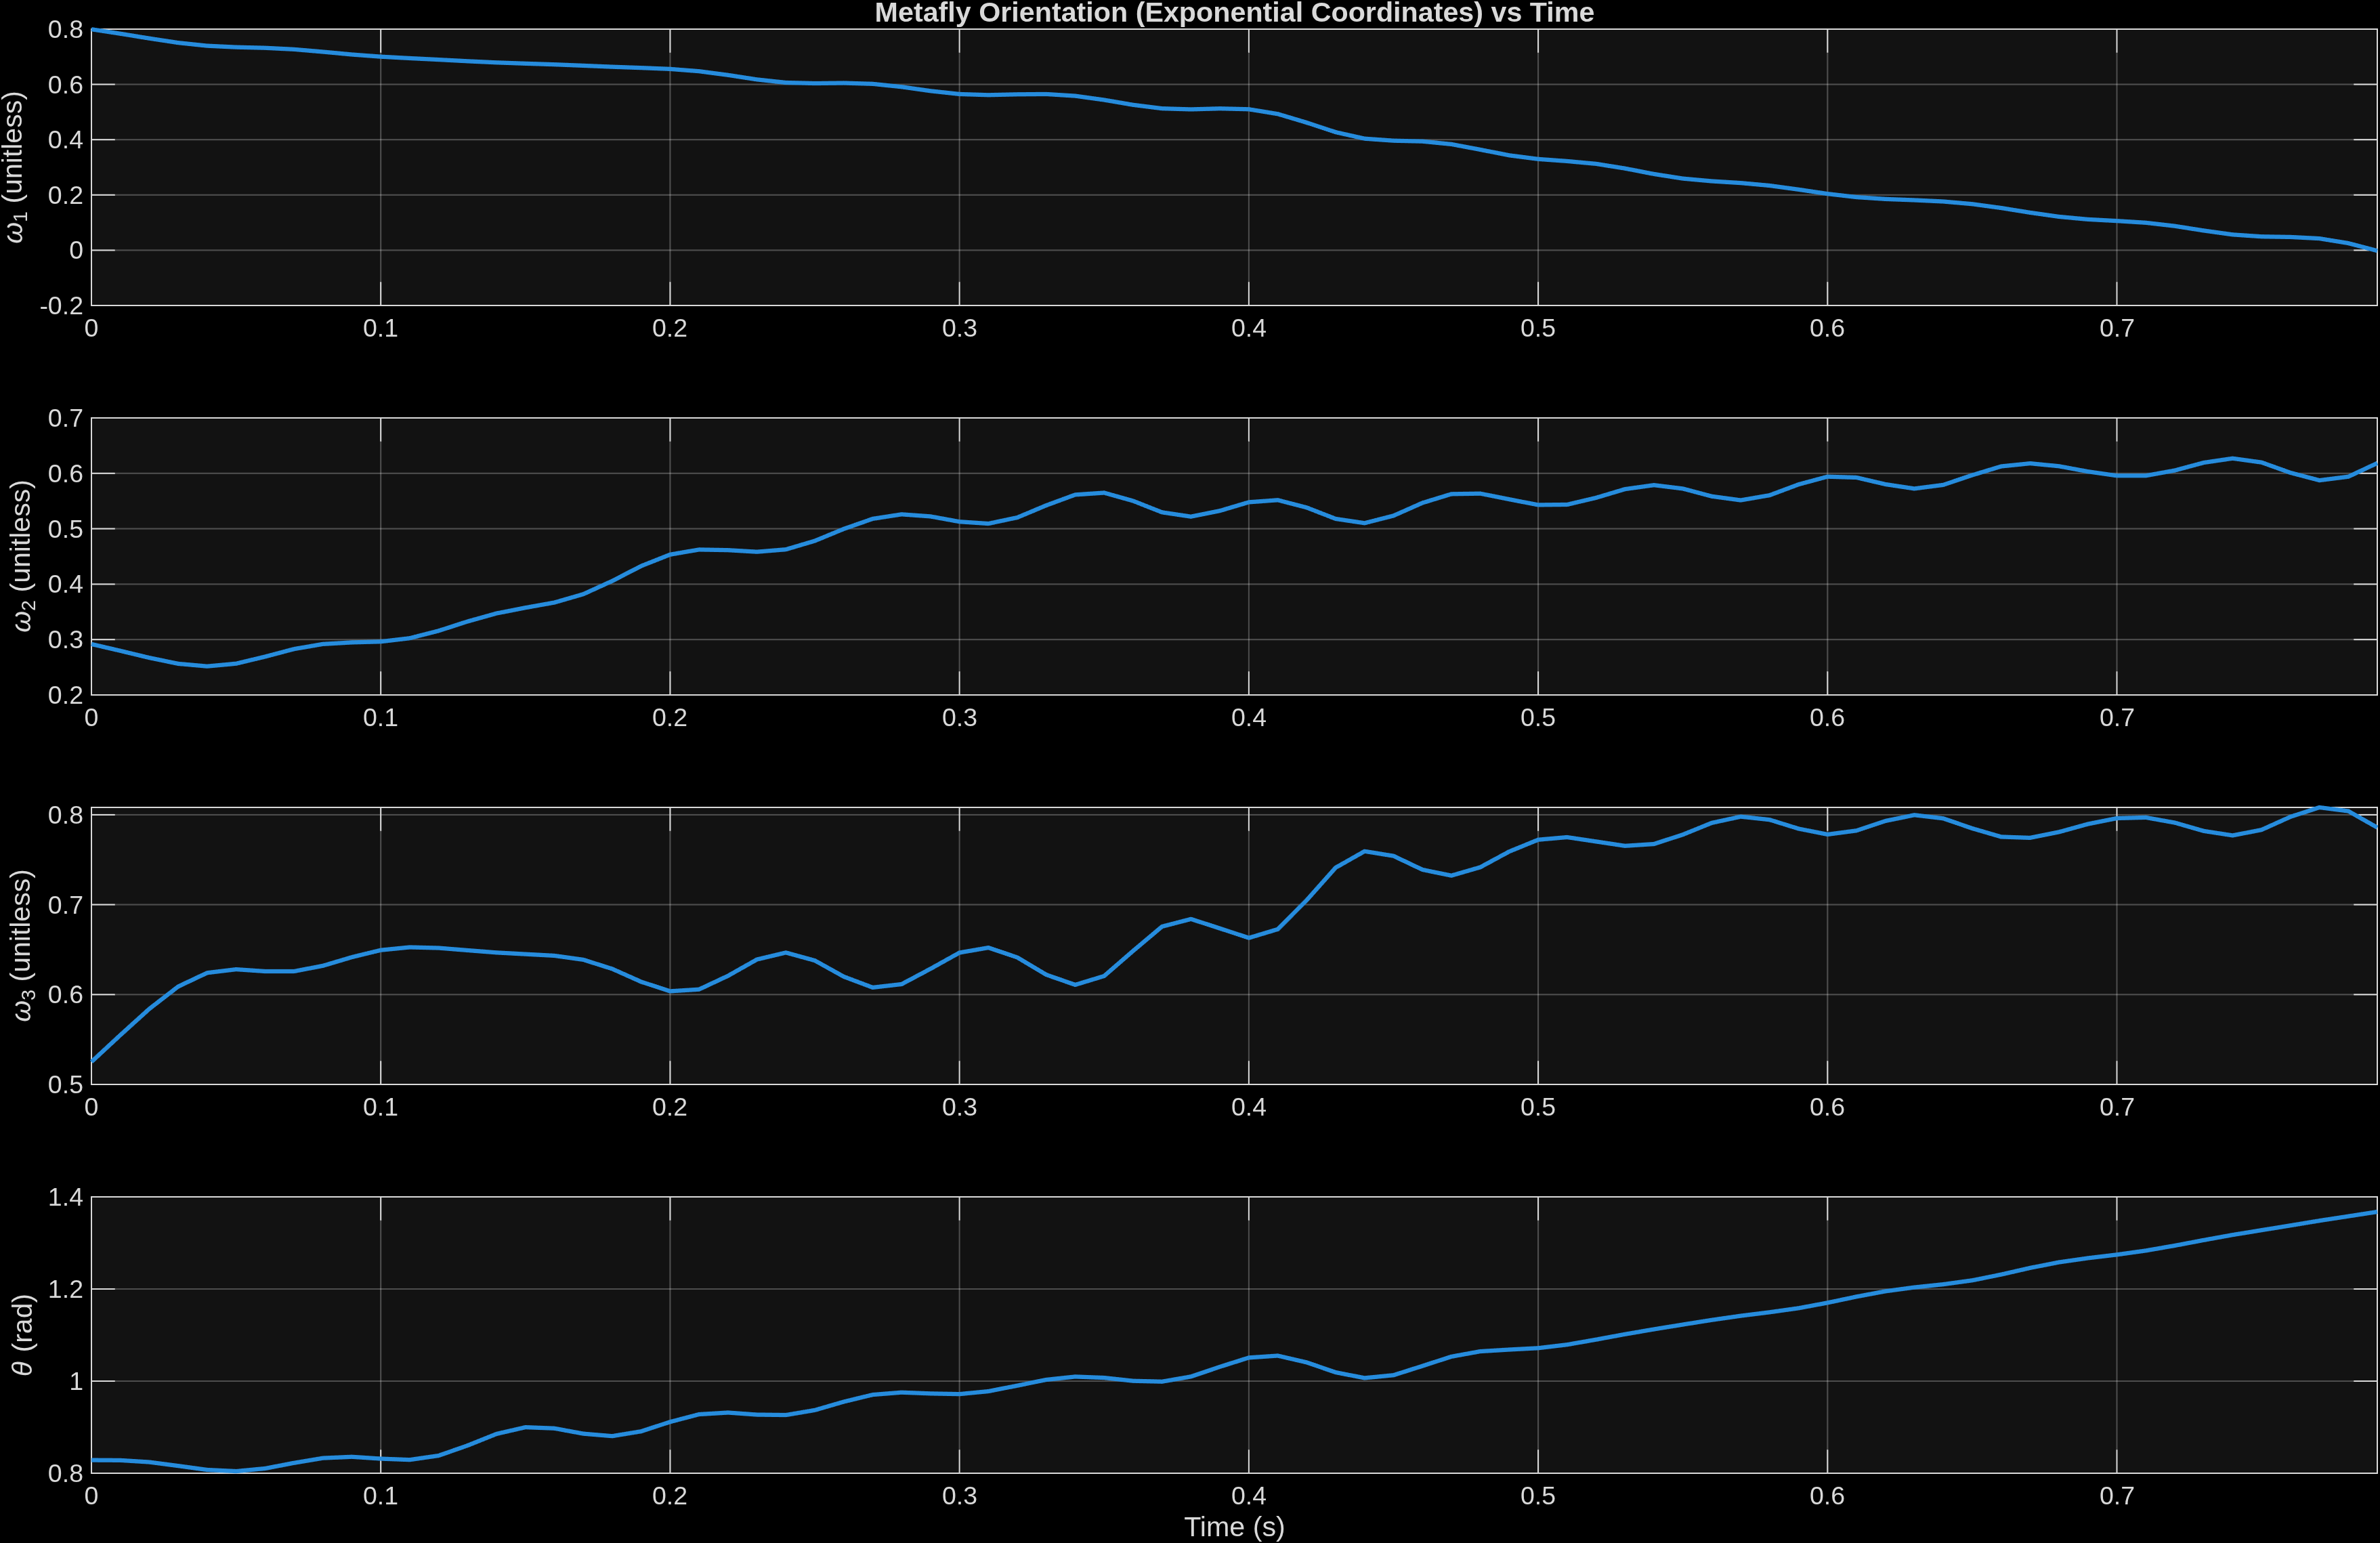 Metafly Orientation (Exponential Coordinates) vs Time
0.8
0.6
0.4
0.2
0
-0.2
ω1 (unitless)
0 0.1 0.2 0.3 0.4 0.5 0.6 0.7
0.7
0.6
0.5
0.4
0.3
0.2
ω2 (unitless)
0 0.1 0.2 0.3 0.4 0.5 0.6 0.7
0.8
0.7
0.6
0.5
ω3 (unitless)
0 0.1 0.2 0.3 0.4 0.5 0.6 0.7
1.4
1.2
1
0.8
θ (rad)
0 0.1 0.2 0.3 0.4 0.5 0.6 0.7
Time (s)